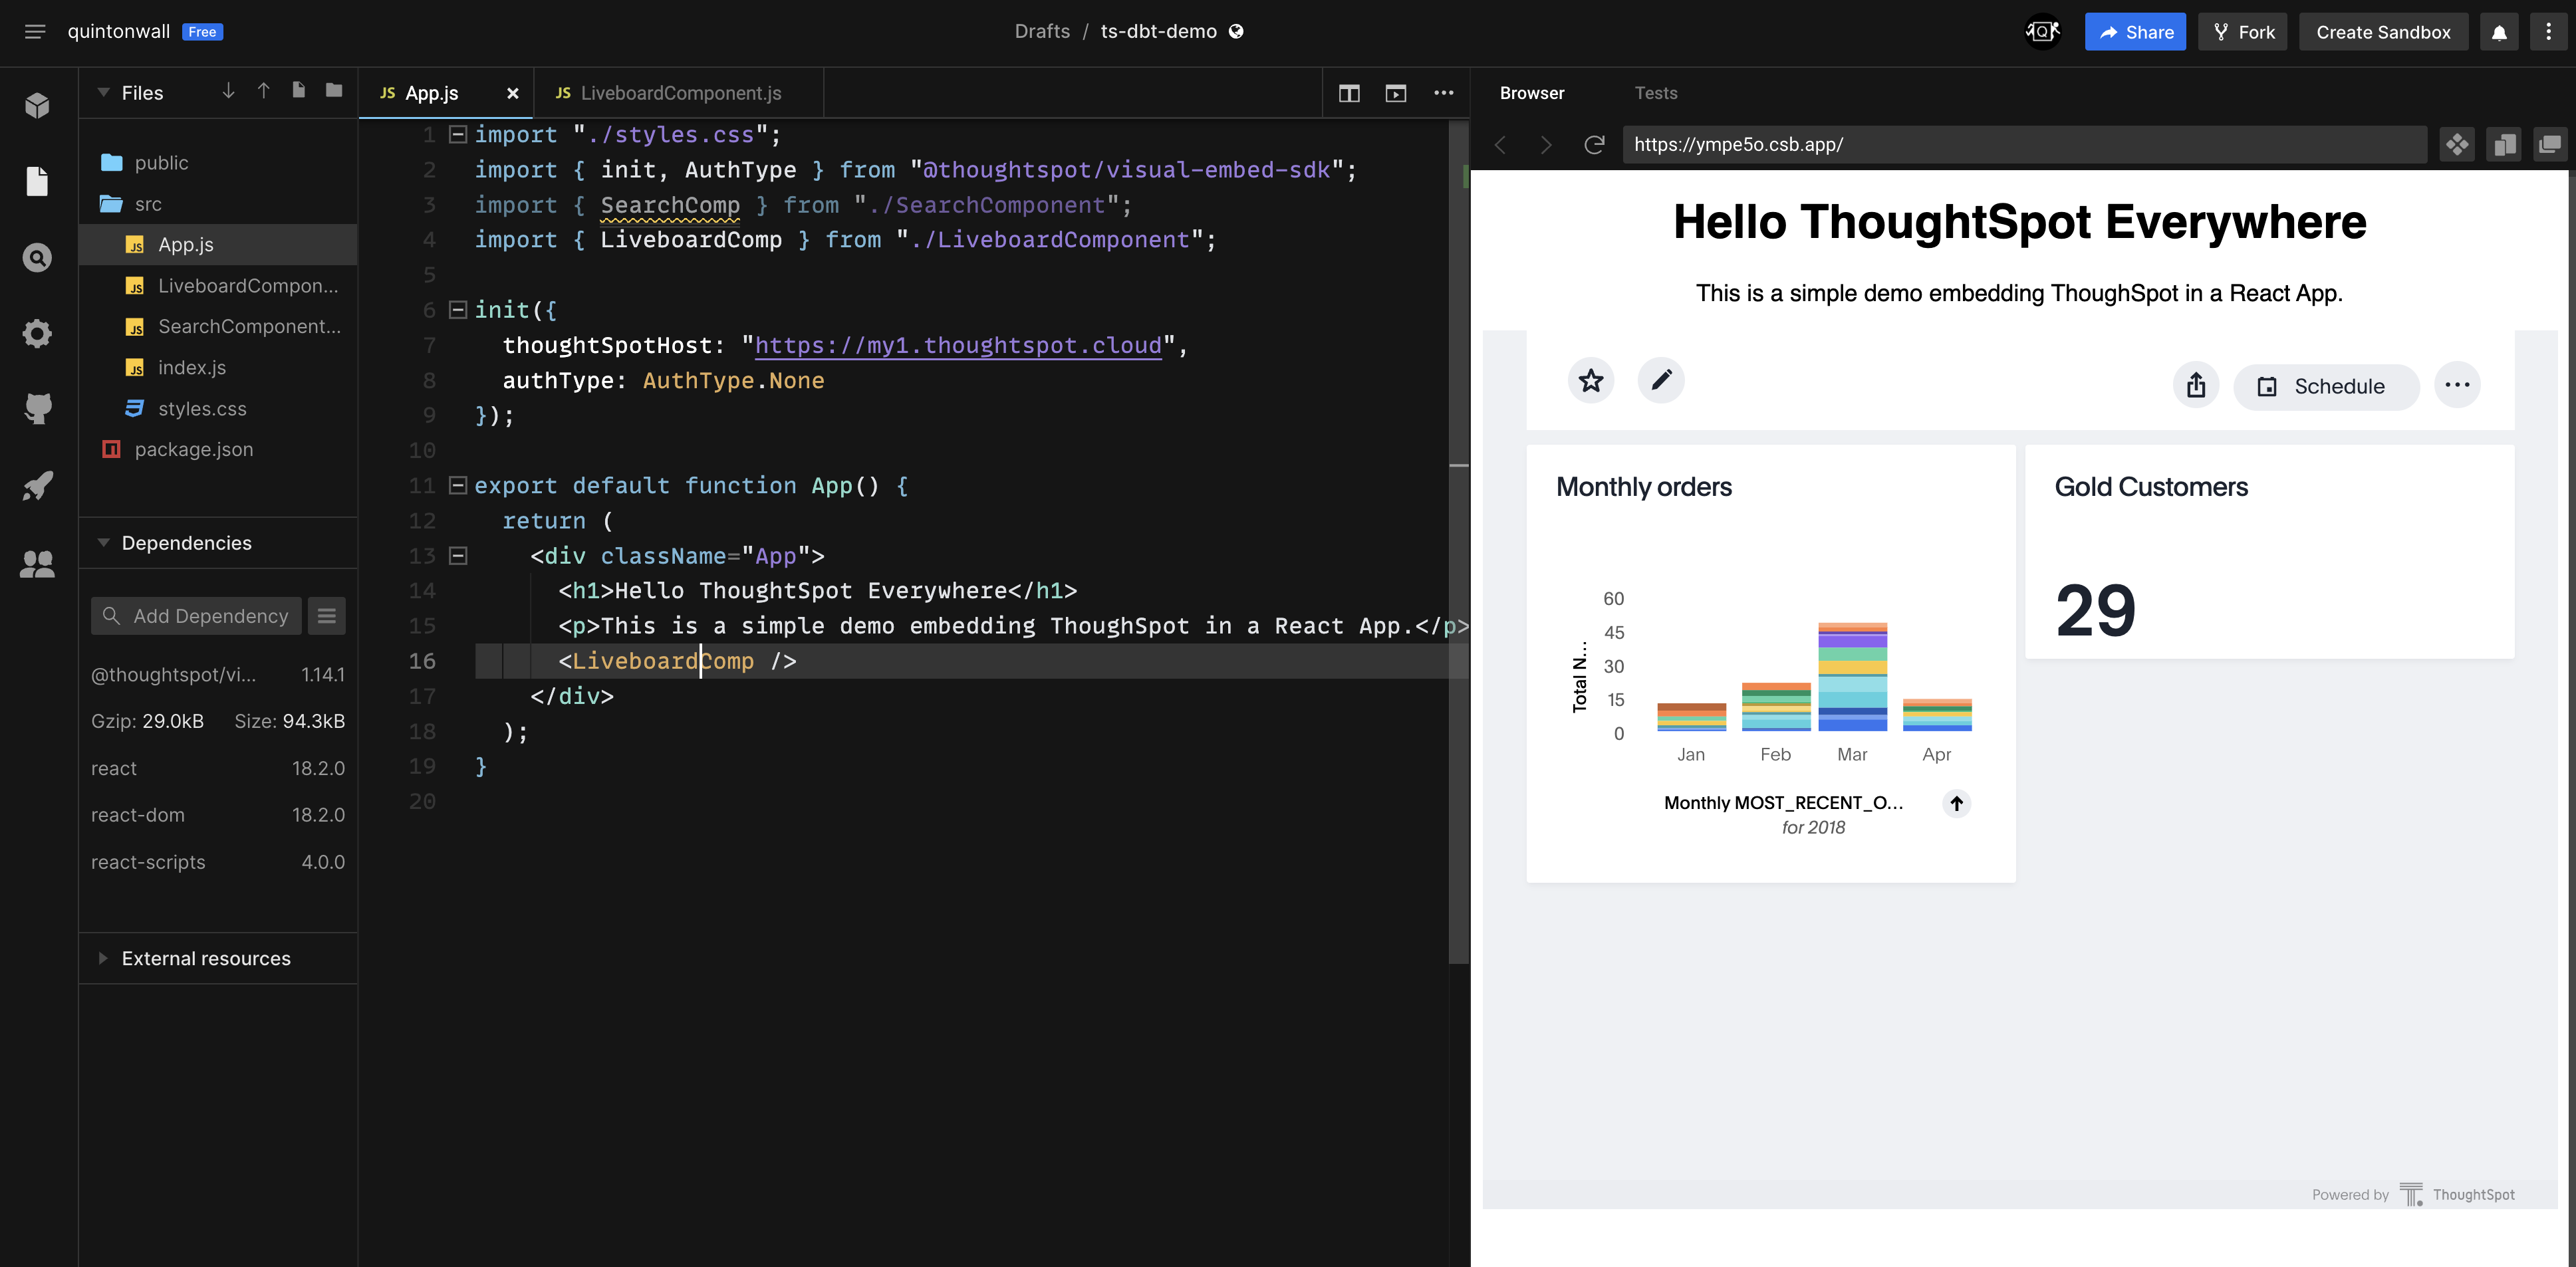 quintonwall Free
Drafts / ts-dbt-demo
Share
Fork
Create Sandbox
Files
public
src
App.js
LiveboardCompon...
SearchComponent...
index.js
styles.css
package.json
Dependencies
Add Dependency
@thoughtspot/vi... 1.14.1
Gzip: 29.0kB Size: 94.3kB
react 18.2.0
react-dom 18.2.0
react-scripts 4.0.0
External resources
JS App.js
JS LiveboardComponent.js
1 import "./styles.css";
2 import { init, AuthType } from "@thoughtspot/visual-embed-sdk";
3 import { SearchComp } from "./SearchComponent";
4 import { LiveboardComp } from "./LiveboardComponent";
5
6 init({
7 thoughtSpotHost: "https://my1.thoughtspot.cloud",
8 authType: AuthType.None
9 });
10
11 export default function App() {
12 return (
13 <div className="App">
14 <h1>Hello ThoughtSpot Everywhere</h1>
15 <p>This is a simple demo embedding ThoughSpot in a React App.</p>
16 <LiveboardComp />
17 </div>
18 );
19 }
20
Browser Tests
https://ympe5o.csb.app/
Hello ThoughtSpot Everywhere
This is a simple demo embedding ThoughSpot in a React App.
Schedule
Monthly orders
Total N...
60
45
30
15
0
Jan Feb Mar Apr
Monthly MOST_RECENT_O...
for 2018
Gold Customers
29
Powered by ThoughtSpot